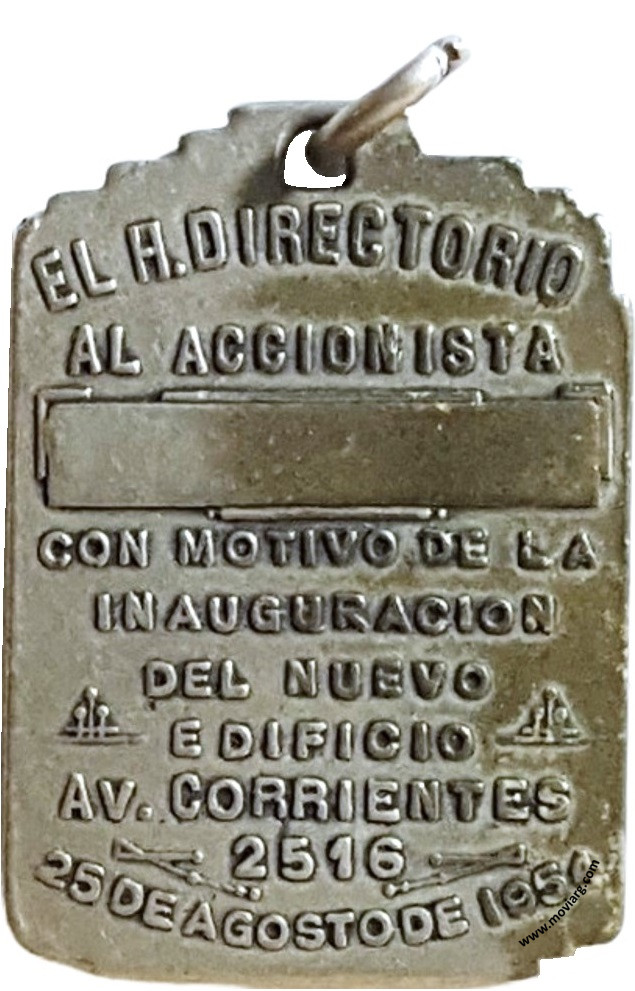 EL H. DIRECTORIO
AL ACCIONISTA
CON MOTIVO DE LA
INAUGURACION
DEL NUEVO
EDIFICIO
AV. CORRIENTES
2516
25 DE AGOSTO DE 1954
www.moviarg.com